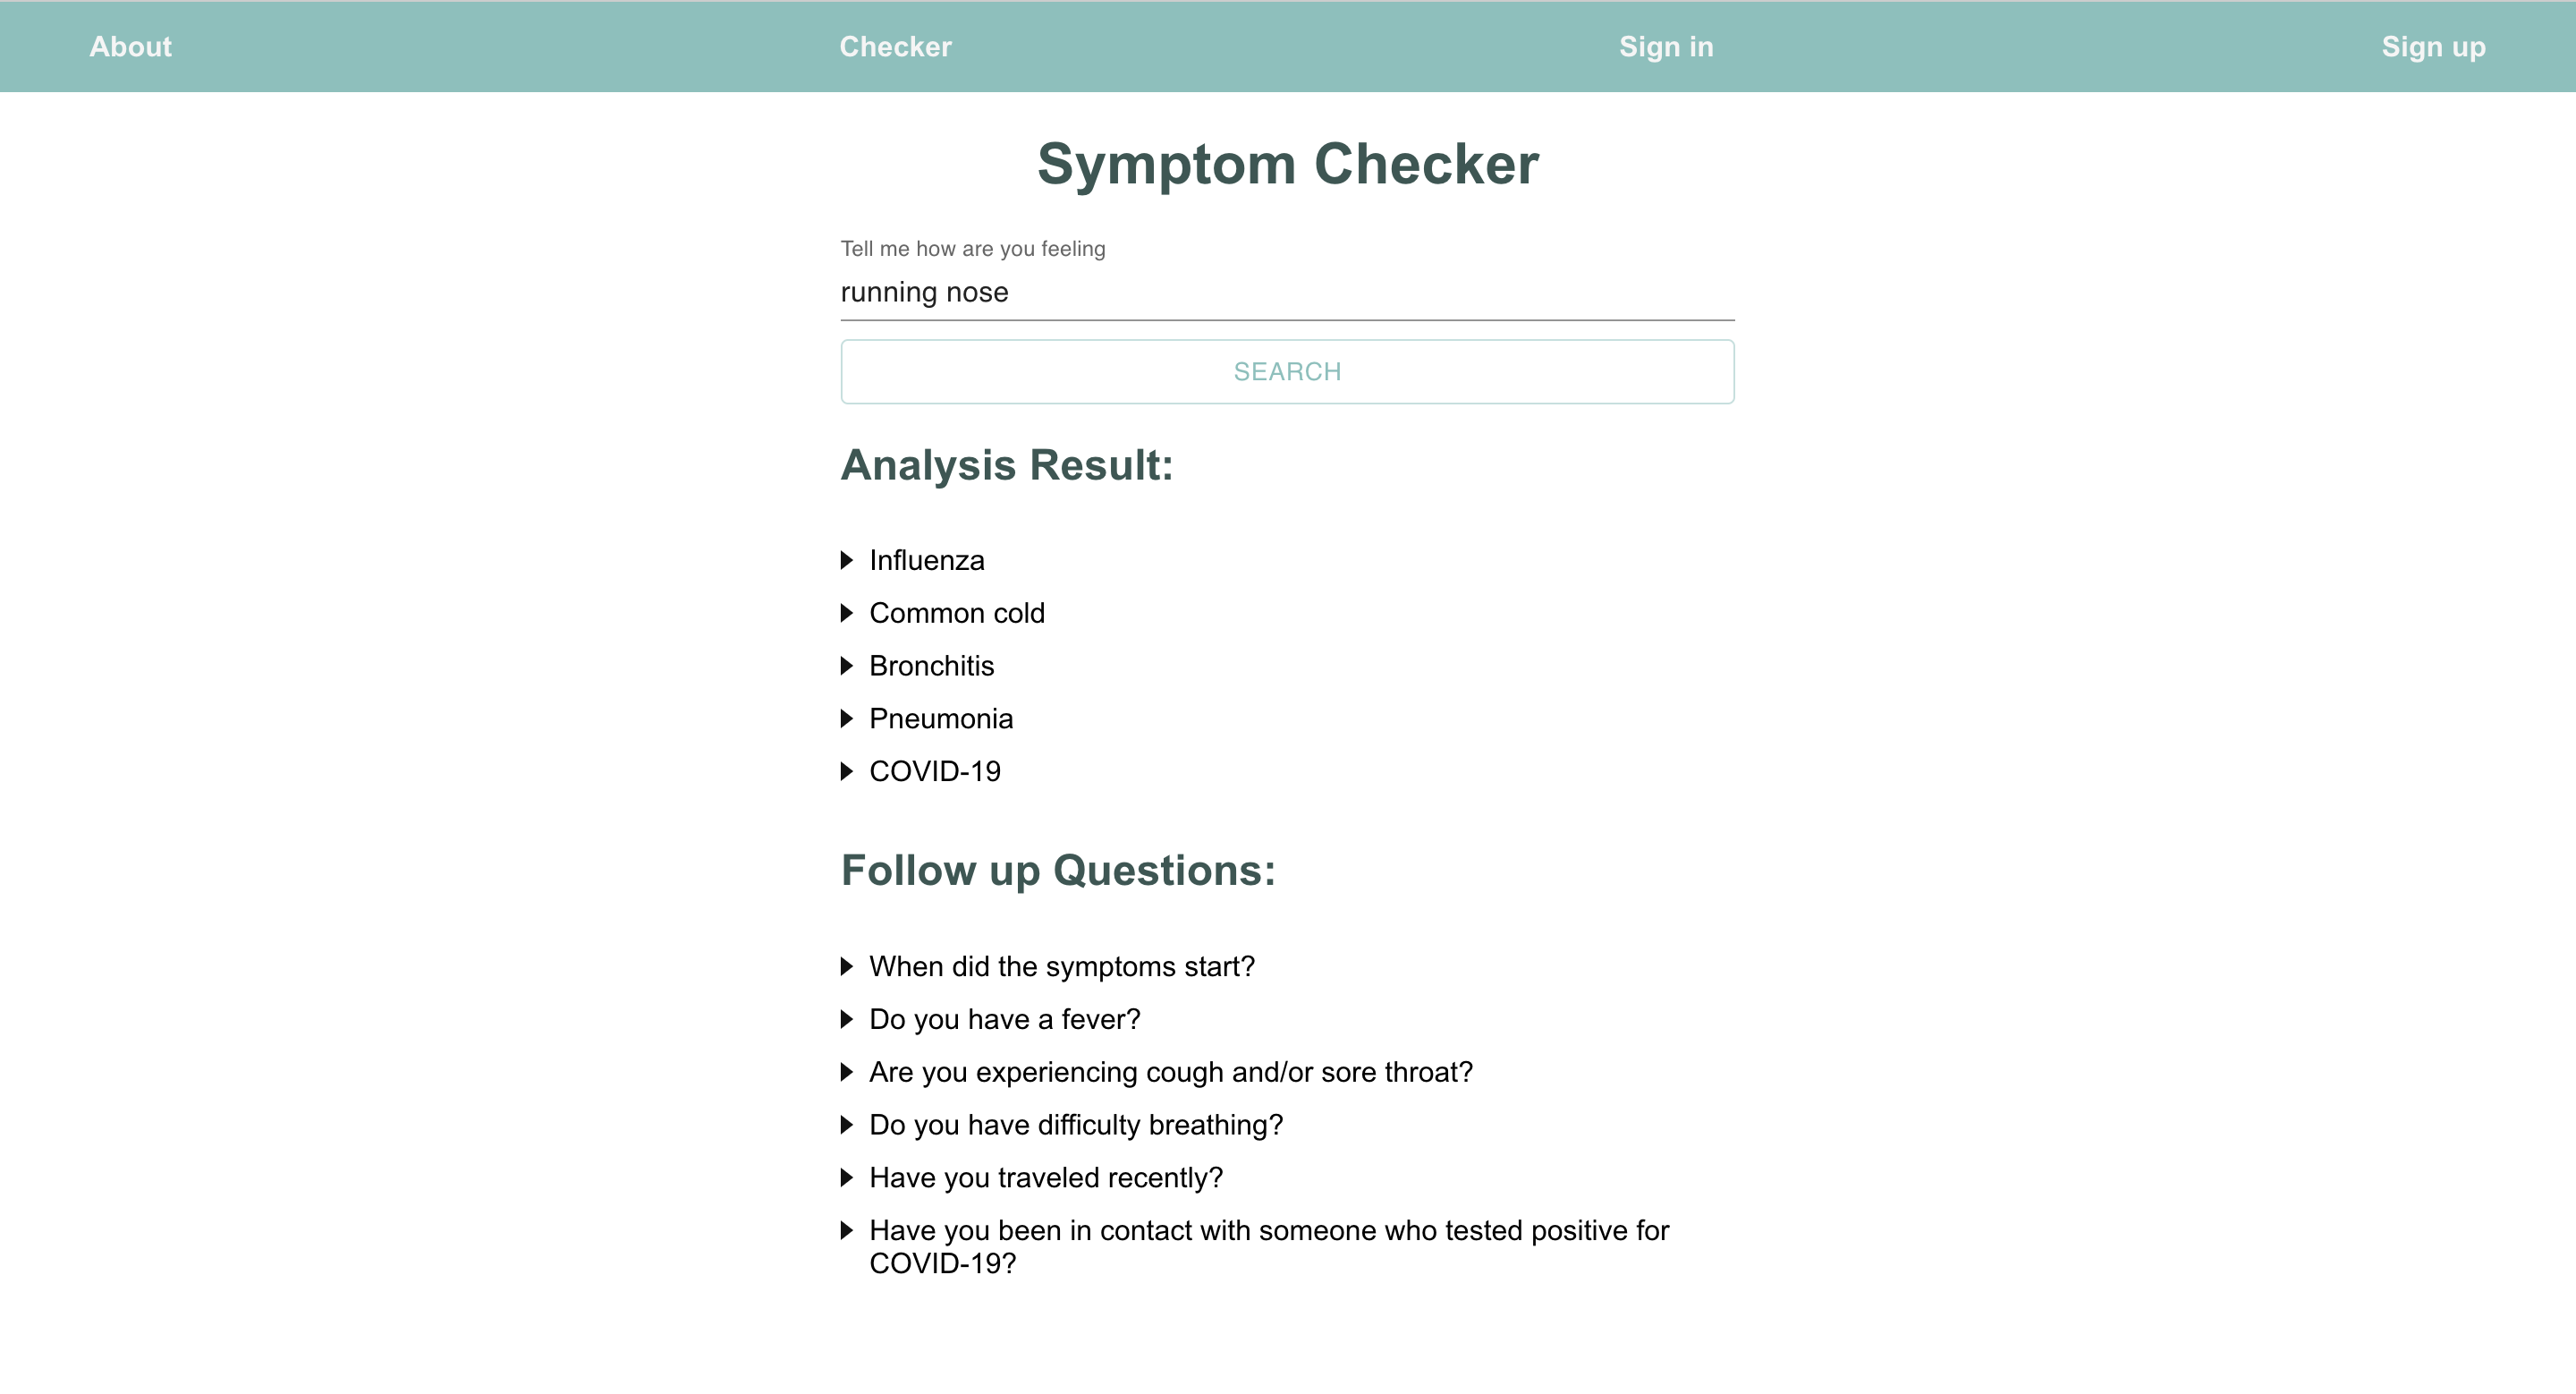 About Checker Sign in Sign up
Symptom Checker
Tell me how are you feeling
running nose
SEARCH
Analysis Result:
Influenza
Common cold
Bronchitis
Pneumonia
COVID-19
Follow up Questions:
When did the symptoms start?
Do you have a fever?
Are you experiencing cough and/or sore throat?
Do you have difficulty breathing?
Have you traveled recently?
Have you been in contact with someone who tested positive for
COVID-19?